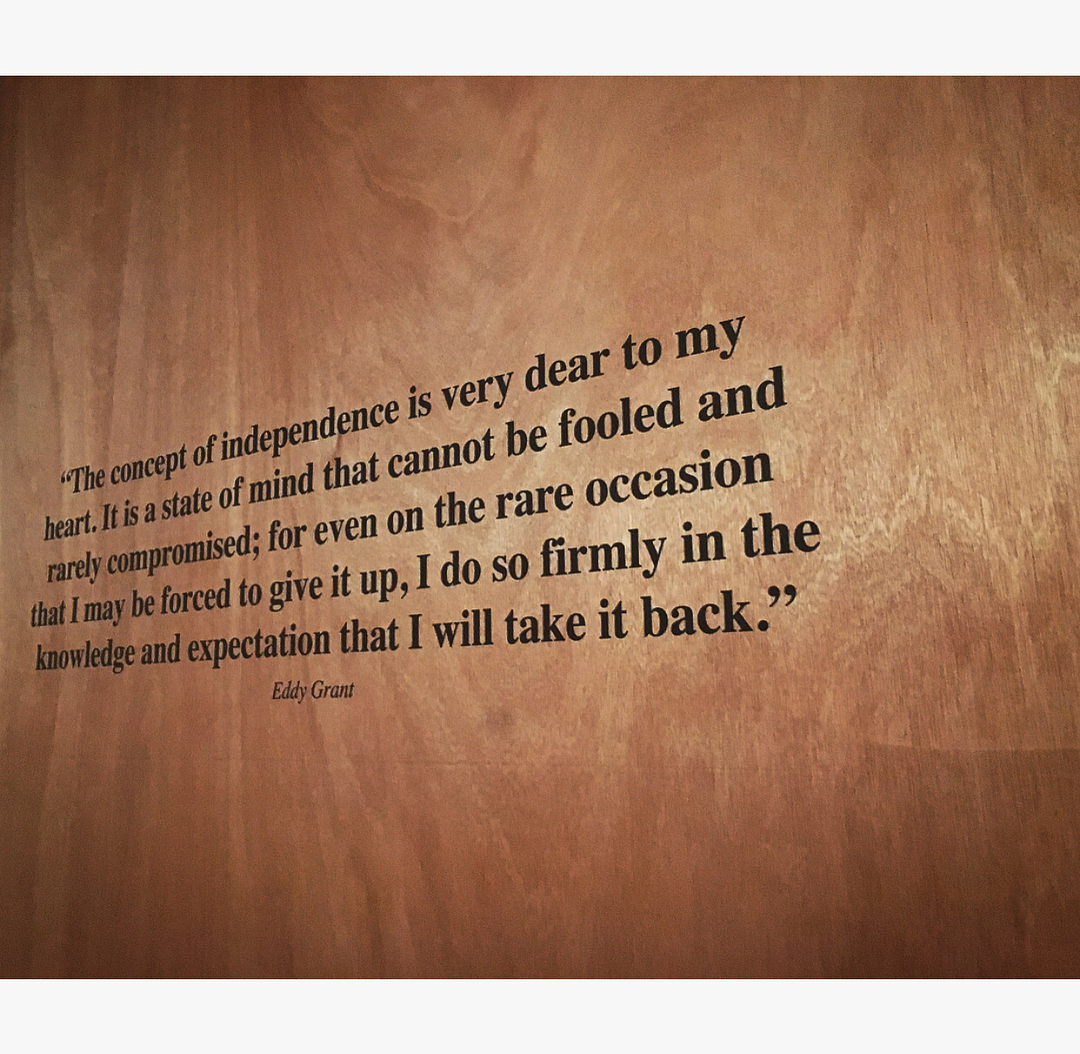 “The concept of independence is very dear to my
heart. It is a state of mind that cannot be fooled and
rarely compromised; for even on the rare occasion
that I may be forced to give it up, I do so firmly in the
knowledge and expectation that I will take it back.”
Eddy Grant